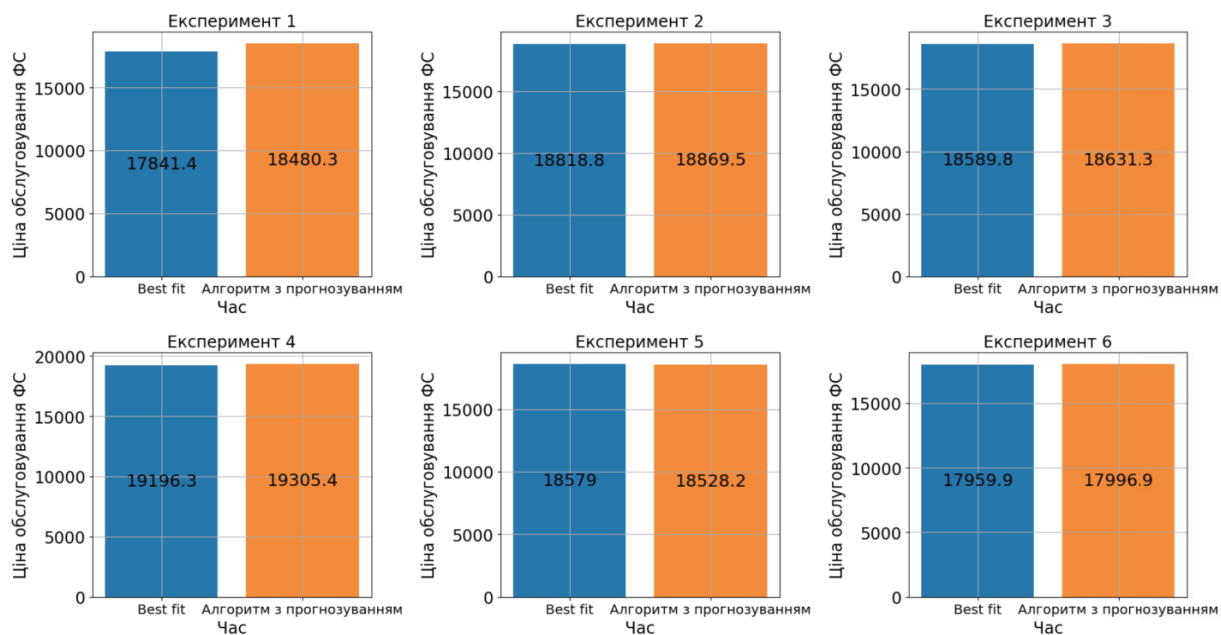 Експеримент 1
Ціна обслуговування ФС
15000
10000
5000
0
17841.4
18480.3
Best fit
Алгоритм з прогнозуванням
Час
Експеримент 2
Ціна обслуговування ФС
15000
10000
5000
0
18818.8
18869.5
Best fit
Алгоритм з прогнозуванням
Час
Експеримент 3
Ціна обслуговування ФС
15000
10000
5000
0
18589.8
18631.3
Best fit
Алгоритм з прогнозуванням
Час
Експеримент 4
Ціна обслуговування ФС
20000
15000
10000
5000
0
19196.3
19305.4
Best fit
Алгоритм з прогнозуванням
Час
Експеримент 5
Ціна обслуговування ФС
15000
10000
5000
0
18579
18528.2
Best fit
Алгоритм з прогнозуванням
Час
Експеримент 6
Ціна обслуговування ФС
15000
10000
5000
0
17959.9
17996.9
Best fit
Алгоритм з прогнозуванням
Час